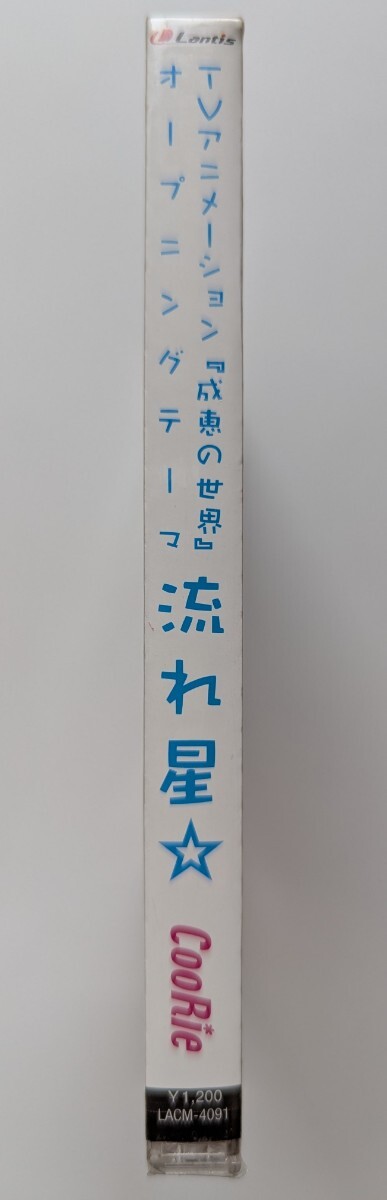 Lantis
TVアニメーション『成恵の世界』
オープニングテーマ
流れ星☆
CooRie
¥1,200
LACM-4091